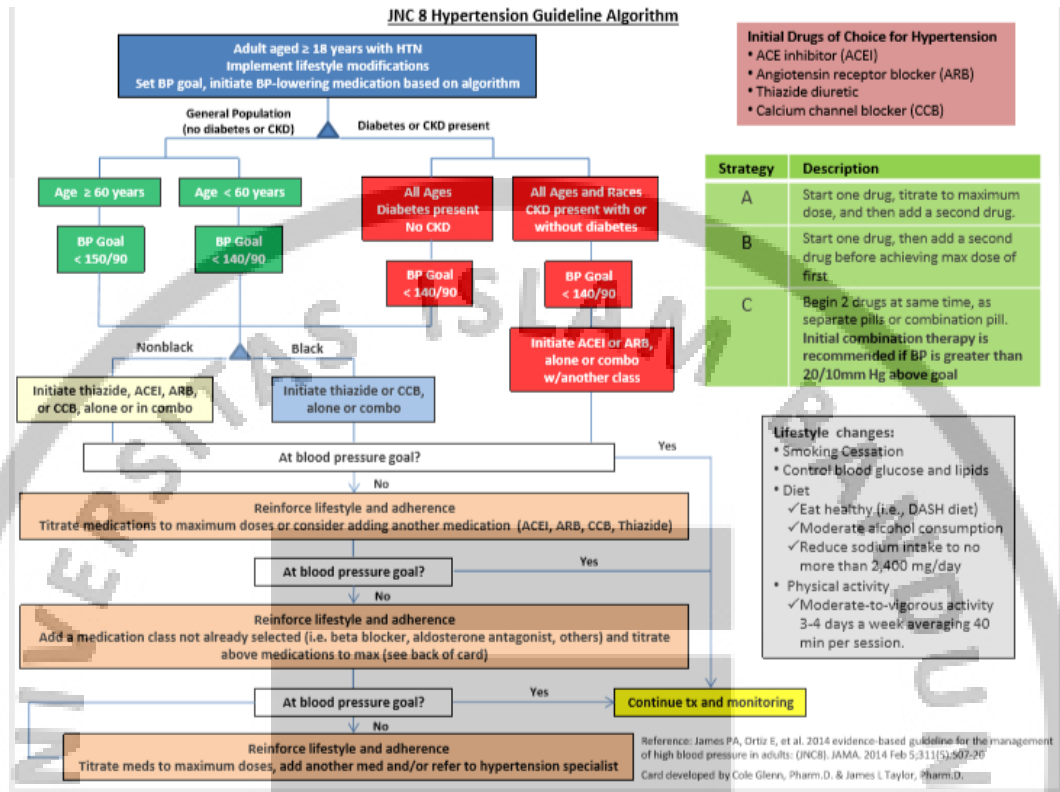 JNC 8 Hypertension Guideline Algorithm
Adult aged ≥ 18 years with HTN
Implement lifestyle modifications
Set BP goal, initiate BP-lowering medication based on algorithm
General Population
(no diabetes or CKD)
Diabetes or CKD present
Age ≥ 60 years
Age < 60 years
All Ages
Diabetes present
No CKD
All Ages and Races
CKD present with or
without diabetes
BP Goal
< 150/90
BP Goal
< 140/90
BP Goal
< 140/90
BP Goal
< 140/90
Nonblack
Black
Initiate thiazide, ACEI, ARB,
or CCB, alone or in combo
Initiate thiazide or CCB,
alone or combo
Initiate ACEI or ARB,
alone or combo
w/another class
At blood pressure goal?
Yes
No
Reinforce lifestyle and adherence
Titrate medications to maximum doses or consider adding another medication (ACEI, ARB, CCB, Thiazide)
At blood pressure goal?
Yes
No
Reinforce lifestyle and adherence
Add a medication class not already selected (i.e. beta blocker, aldosterone antagonist, others) and titrate
above medications to max (see back of card)
At blood pressure goal?
Yes
Continue tx and monitoring
No
Reinforce lifestyle and adherence
Titrate meds to maximum doses, add another med and/or refer to hypertension specialist
Initial Drugs of Choice for Hypertension
• ACE inhibitor (ACEI)
• Angiotensin receptor blocker (ARB)
• Thiazide diuretic
• Calcium channel blocker (CCB)
Strategy Description
A Start one drug, titrate to maximum
dose, and then add a second drug.
B Start one drug, then add a second
drug before achieving max dose of
first
C Begin 2 drugs at same time, as
separate pills or combination pill.
Initial combination therapy is
recommended if BP is greater than
20/10mm Hg above goal
Lifestyle changes:
• Smoking Cessation
• Control blood glucose and lipids
• Diet
✓Eat healthy (i.e., DASH diet)
✓Moderate alcohol consumption
✓Reduce sodium intake to no
more than 2,400 mg/day
• Physical activity
✓Moderate-to-vigorous activity
3-4 days a week averaging 40
min per session.
Reference: James PA, Ortiz E, et al. 2014 evidence-based guideline for the management
of high blood pressure in adults: (JNC8). JAMA. 2014 Feb 5;311(5):507-20
Card developed by Cole Glenn, Pharm.D. & James L Taylor, Pharm.D.